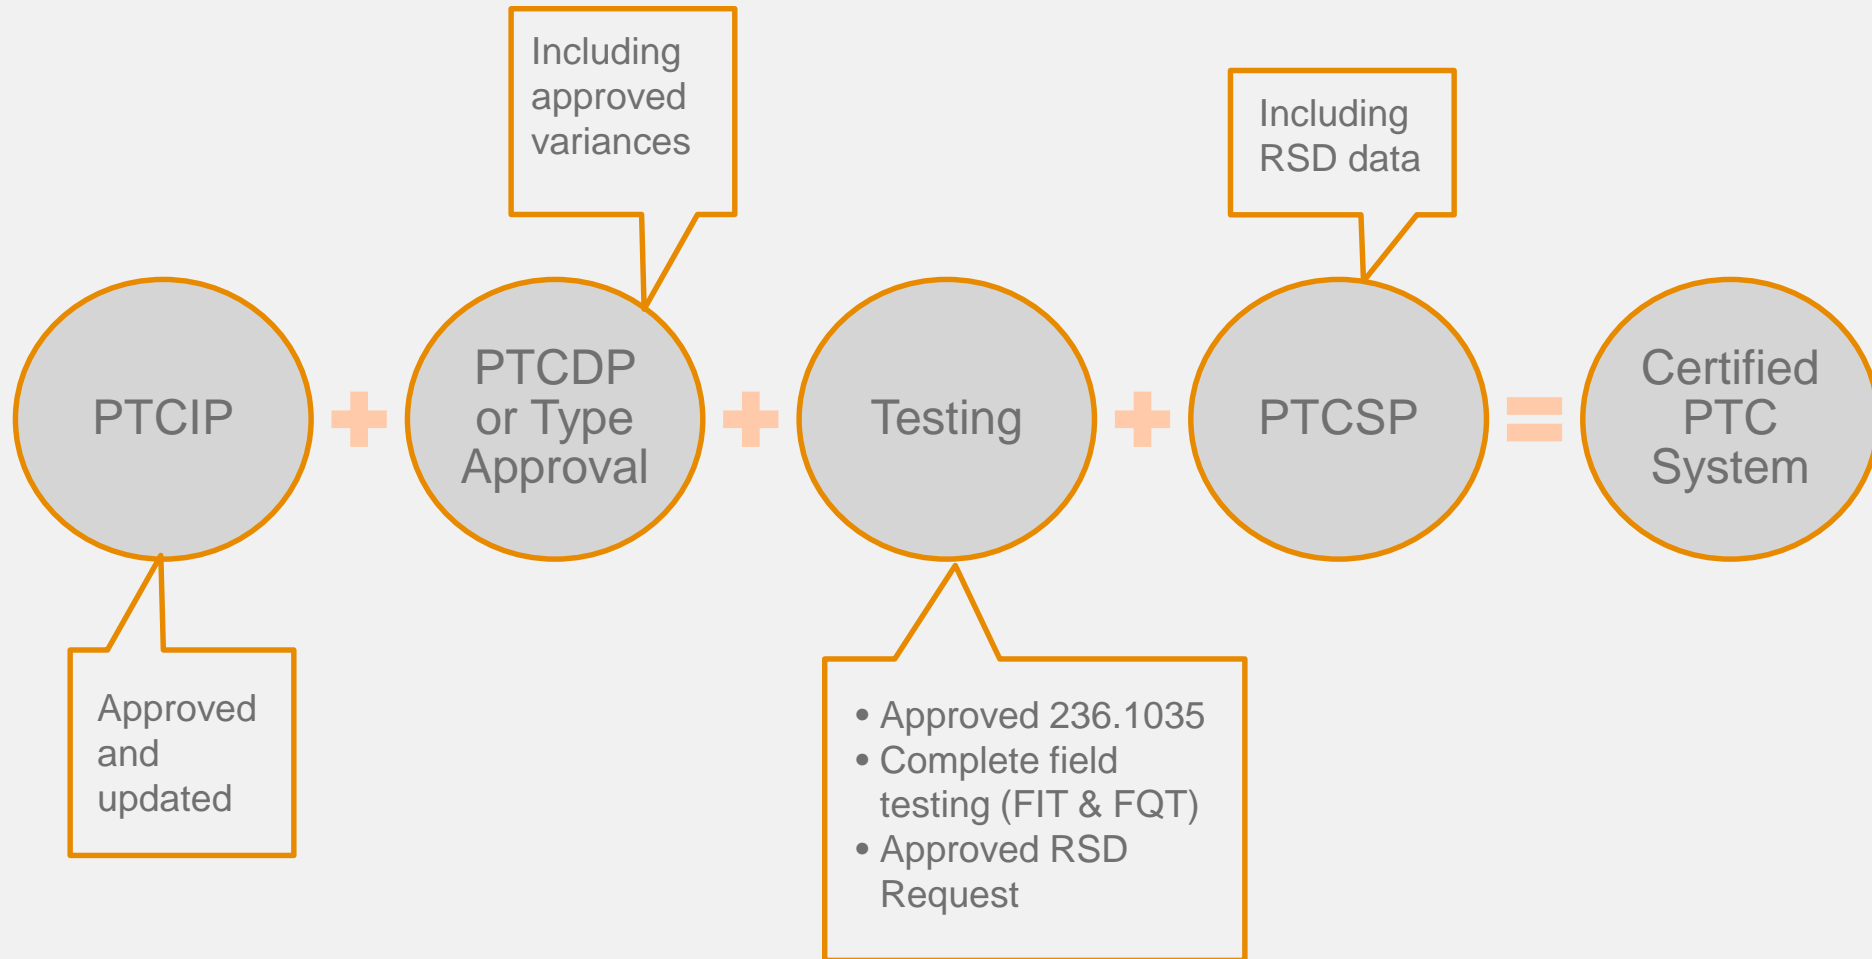 Including
approved
variances
Including
RSD data
PTCIP
PTCDP
or Type
Approval
Testing
PTCSP
Certified
PTC
System
Approved
and
updated
• Approved 236.1035
• Complete field
testing (FIT & FQT)
• Approved RSD
Request